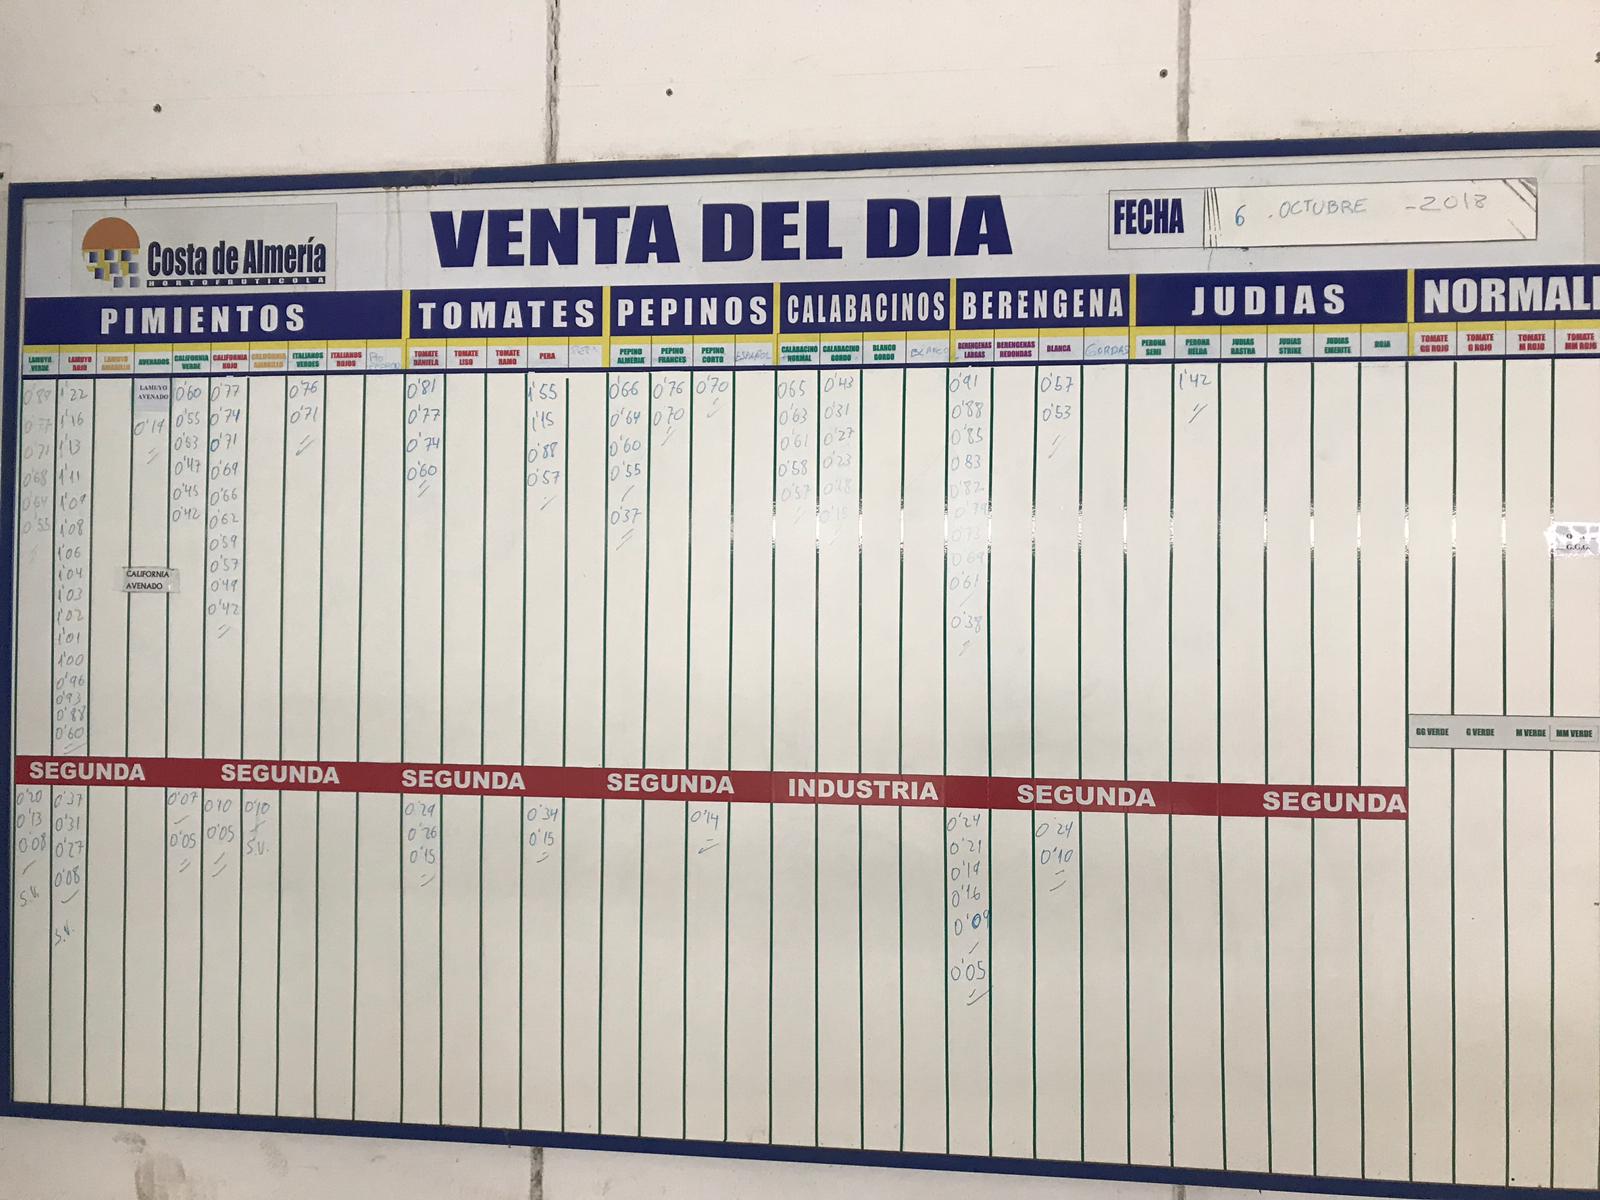 Costa de Almería
HORTOFRUTICOLA
VENTA DEL DIA
FECHA
6 . OCTUBRE - 2018
PIMIENTOS
TOMATES
PEPINOS
CALABACINOS
BERENGENA
JUDIAS
NORMALI
LAMUYO VERDE
LAMUYO ROJO
LAMUYO AMARILLO
AVENADOS
CALIFORNIA VERDE
CALIFORNIA ROJO
CALIFORNIA AMARILLO
ITALIANOS VERDES
ITALIANOS ROJOS
TOMATE DANIELA
TOMATE LISO
TOMATE RAMO
PERA
PEPINO ALMERIA
PEPINO FRANCES
PEPINO CORTO
ESPAÑOL
CALABACINO NORMAL
CALABACINO GORDO
BLANCO GORDO
BLANCO
BERENGENAS LARGAS
BERENGENAS REDONDAS
BLANCA
GORDAS
PERONA SEMI
PERONA HELDA
JUDIAS RASTRA
JUDIAS STRIKE
JUDIAS EMERITE
ROJA
TOMATE GG ROJO
TOMATE G ROJO
TOMATE M ROJO
TOMATE MM ROJO
0'77
0'71
0'68
0'64
0'55
1'22
1'16
1'13
1'11
1'09
1'08
1'06
1'04
1'03
1'02
1'01
1'00
0'96
0'93
0'88
0'60
LAMUYO
AVENADO
0'14
CALIFORNIA
AVENADO
0'60
0'55
0'53
0'47
0'45
0'42
0'77
0'74
0'71
0'69
0'66
0'62
0'59
0'57
0'49
0'42
0'76
0'71
0'81
0'77
0'74
0'60
1'55
1'15
0'88
0'57
0'66
0'64
0'60
0'55
0'37
0'76
0'70
0'70
0'65
0'63
0'61
0'58
0'57
0'43
0'31
0'27
0'23
0'18
0'15
0'91
0'88
0'85
0'83
0'82
0'79
0'73
0'69
0'61
0'38
0'57
0'53
1'42
G.G.G.
GG VERDE
G VERDE
M VERDE
MM VERDE
SEGUNDA
SEGUNDA
SEGUNDA
SEGUNDA
INDUSTRIA
SEGUNDA
SEGUNDA
0'20
0'13
0'08
S.V.
0'37
0'31
0'27
0'08
S.V.
0'07
0'05
0'10
0'05
0'10
S.V.
0'29
0'26
0'15
0'34
0'15
0'14
0'24
0'21
0'19
0'16
0'09
0'05
0'24
0'10